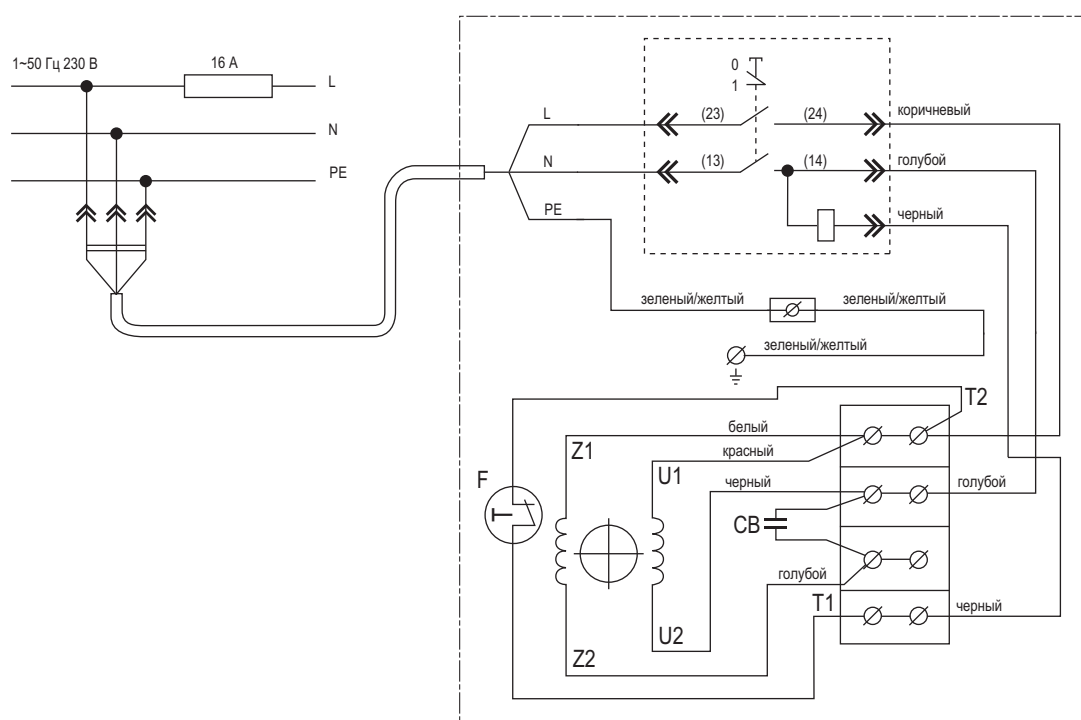 1~50 Гц 230 В
16 А
L
N
PE
0
1
L
(23)
(24)
коричневый
N
(13)
(14)
голубой
PE
черный
зеленый/желтый
зеленый/желтый
зеленый/желтый
T2
белый
Z1
красный
F
U1
черный
голубой
CB
голубой
T1
черный
U2
Z2